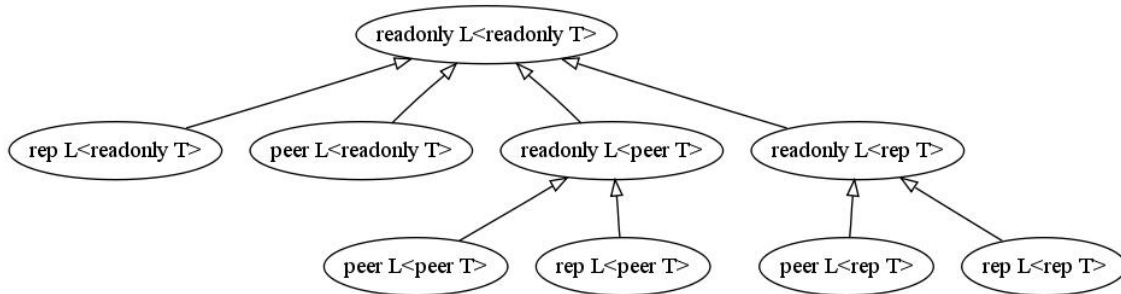 readonly L<readonly T>
rep L<readonly T>
peer L<readonly T>
readonly L<peer T>
readonly L<rep T>
peer L<peer T>
rep L<peer T>
peer L<rep T>
rep L<rep T>